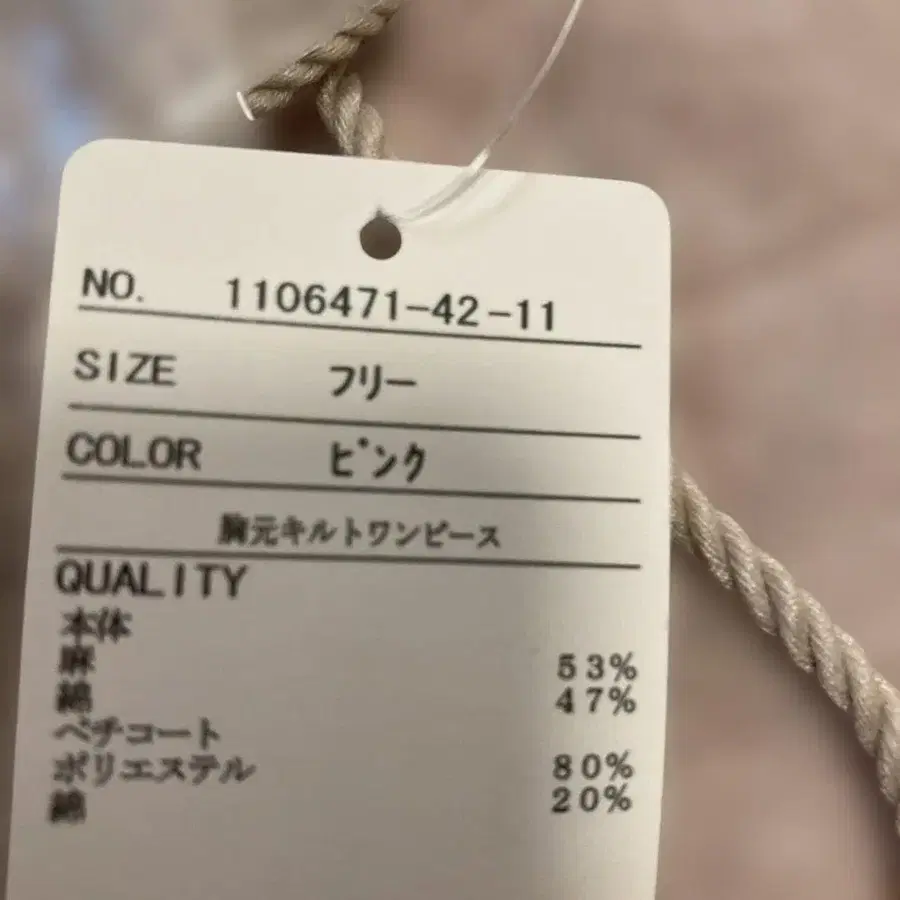 NO. 1106471-42-11
SIZE フリー
COLOR ピンク
胸元キルトワンピース
QUALITY
本体
麻 53%
綿 47%
ペチコート
ポリエステル 80%
綿 20%